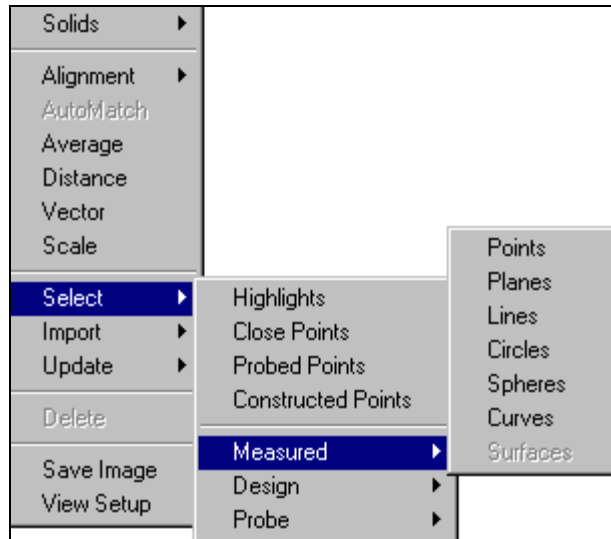 Solids
Alignment
AutoMatch
Average
Distance
Vector
Scale
Select
Import
Update
Delete
Save Image
View Setup
Highlights
Close Points
Probed Points
Constructed Points
Measured
Design
Probe
Points
Planes
Lines
Circles
Spheres
Curves
Surfaces